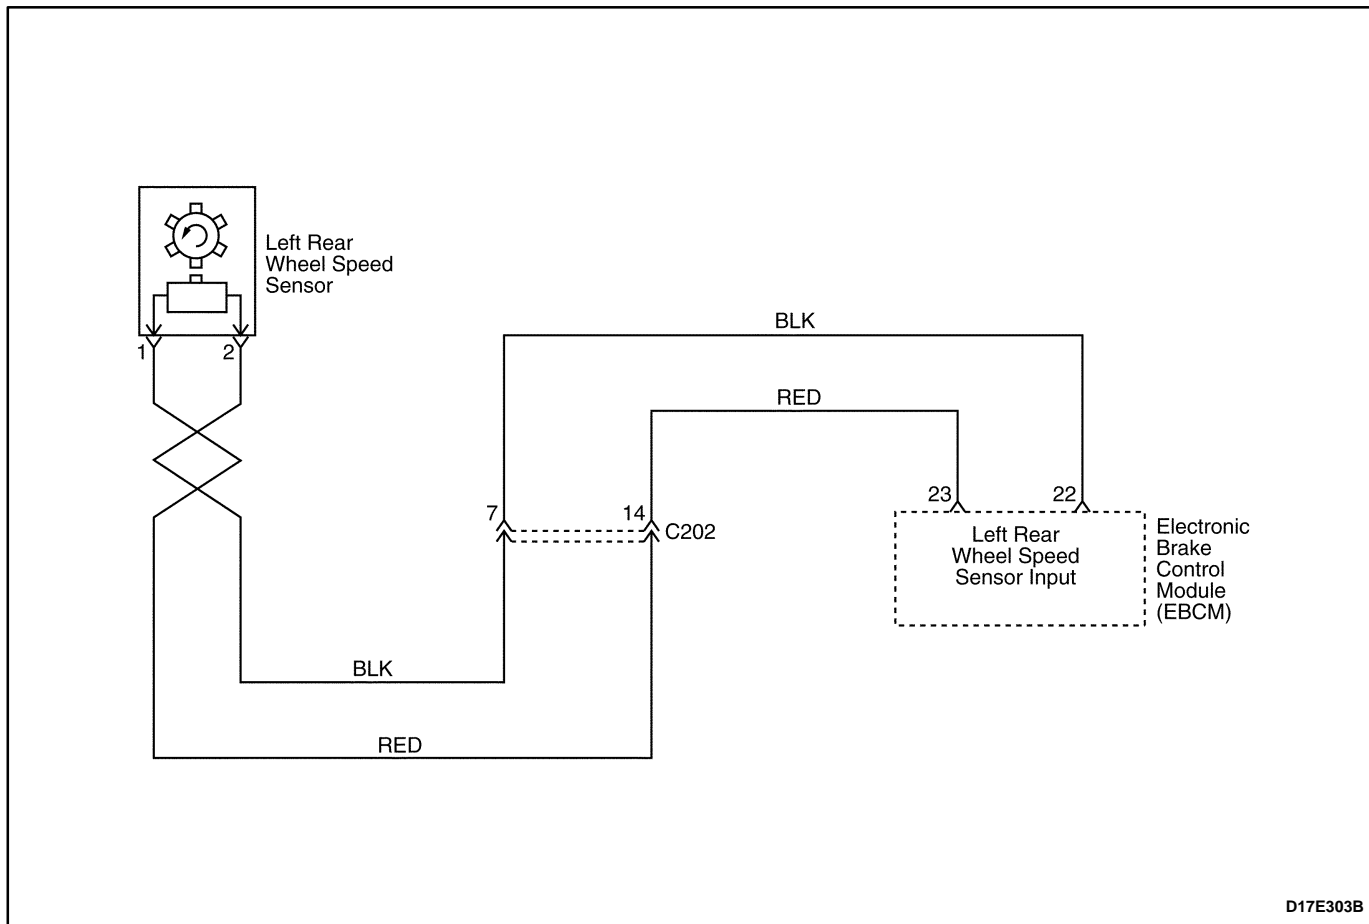 Left Rear
Wheel Speed
Sensor
1
2
BLK
RED
7
14
C202
23
22
Left Rear
Wheel Speed
Sensor Input
Electronic
Brake
Control
Module
(EBCM)
BLK
RED
D17E303B